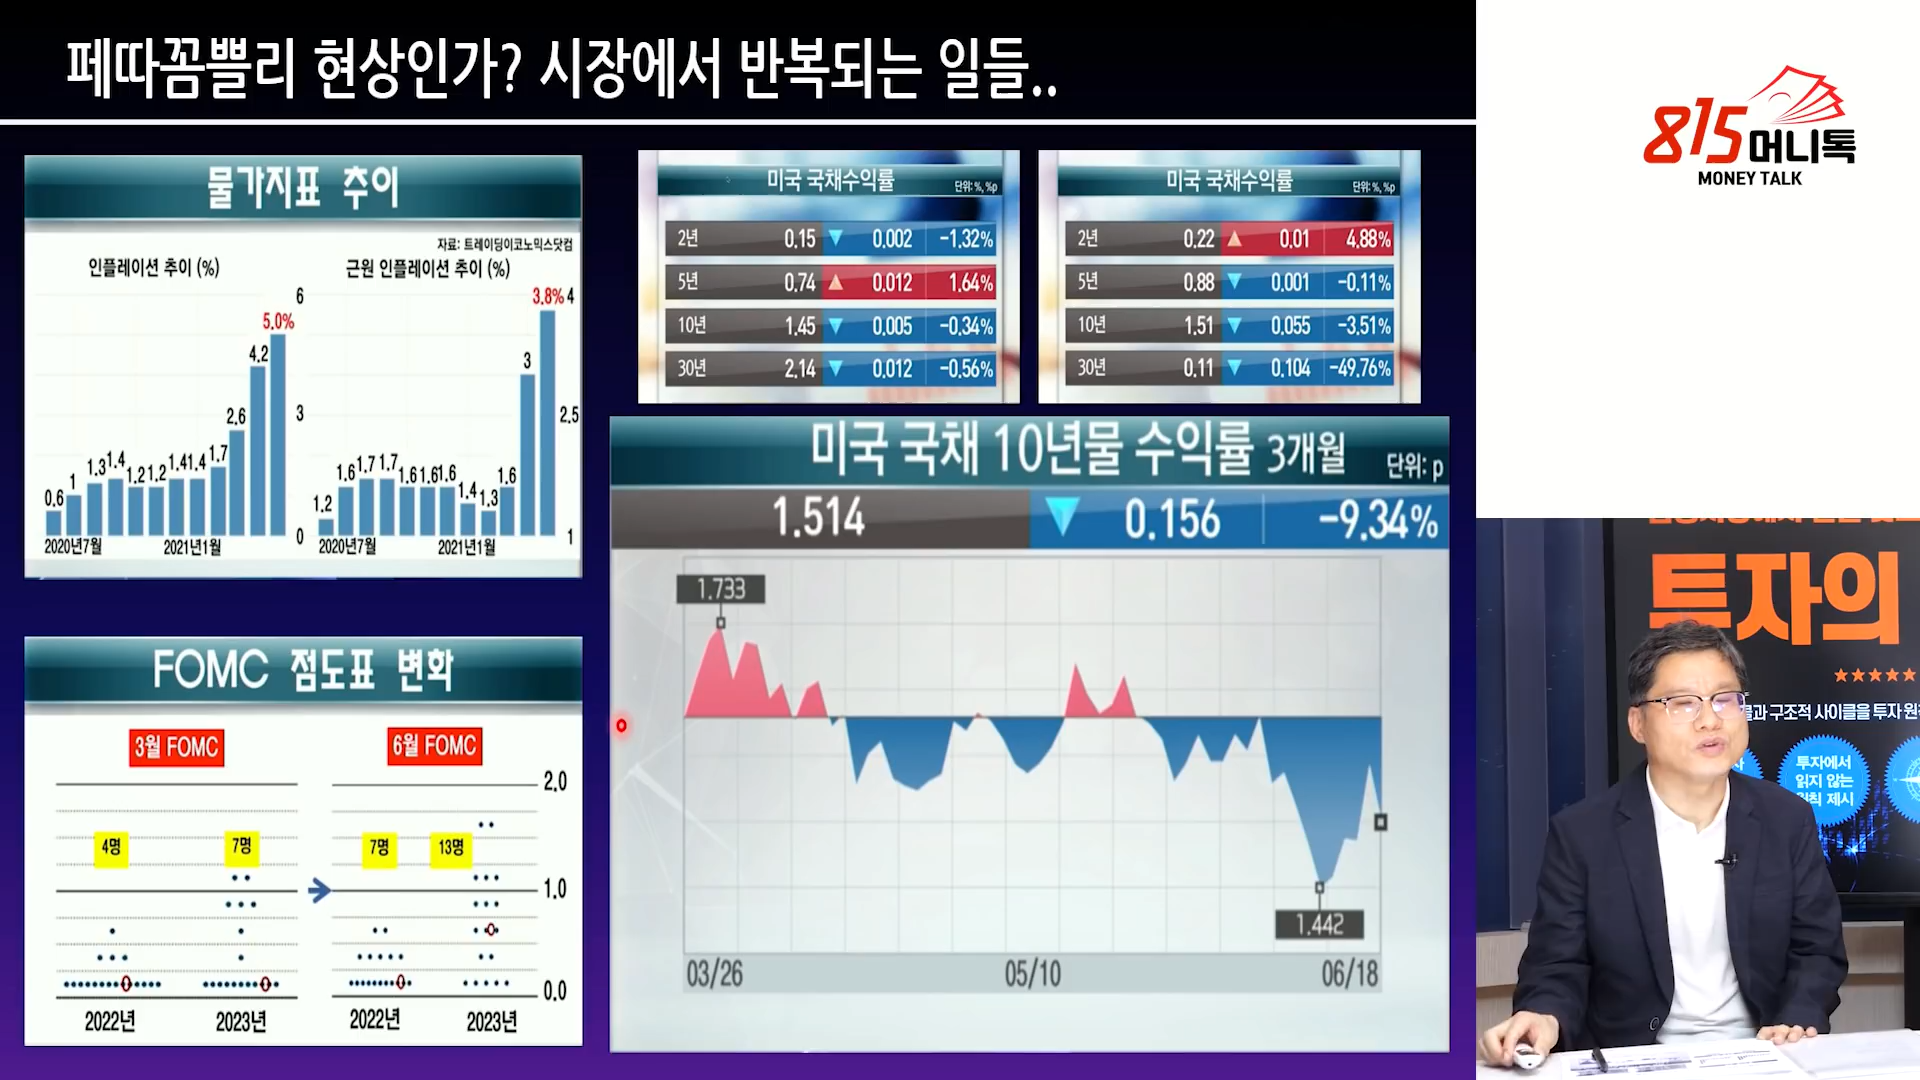 페따꼼쁠리 현상인가? 시장에서 반복되는 일들..
물가지표 추이
자료: 트레이딩이코노믹스닷컴
인플레이션 추이 (%)
근원 인플레이션 추이 (%)
6
3
0
0.6
1
1.3
1.4
1.2
1.2
1.4
1.4
1.7
2.6
4.2
5.0%
2020년7월
2021년1월
4
2.5
1
1.2
1.6
1.7
1.7
1.6
1.6
1.6
1.4
1.3
1.6
3
3.8%
2020년7월
2021년1월
FOMC 점도표 변화
3월 FOMC
6월 FOMC
2.0
1.0
0.0
4명
7명
7명
13명
2022년
2023년
2022년
2023년
미국 국채수익률
단위: %, %p
2년 0.15 ▼ 0.002 -1.32%
5년 0.74 ▲ 0.012 1.64%
10년 1.45 ▼ 0.005 -0.34%
30년 2.14 ▼ 0.012 -0.56%
미국 국채수익률
단위: %, %p
2년 0.22 ▲ 0.01 4.88%
5년 0.88 ▼ 0.001 -0.11%
10년 1.51 ▼ 0.055 -3.51%
30년 0.11 ▼ 0.104 -49.76%
미국 국채 10년물 수익률 3개월
단위: p
1.514 ▼ 0.156 -9.34%
1.733
1.442
03/26
05/10
06/18
815머니톡
MONEY TALK
투자의
★★★★★
구조적 사이클을 투자 원
투자에서
읽지 않는
제시